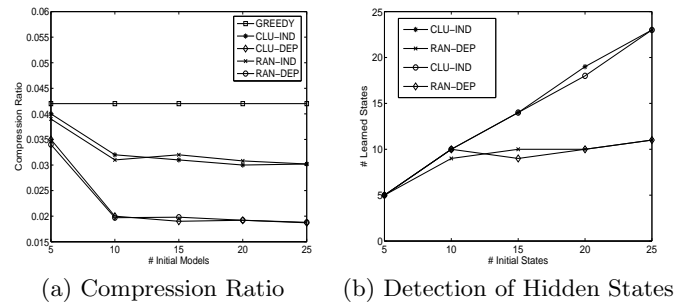 0.06
0.055
0.05
0.045
0.04
0.035
0.03
0.025
0.02
0.015
Compression Ratio
5
10
15
20
25
# Initial Models
GREEDY
CLU-IND
CLU-DEP
RAN-IND
RAN-DEP
(a) Compression Ratio
25
20
15
10
5
0
# Learned States
5
10
15
20
25
# Initial States
CLU-IND
RAN-DEP
CLU-IND
RAN-DEP
(b) Detection of Hidden States